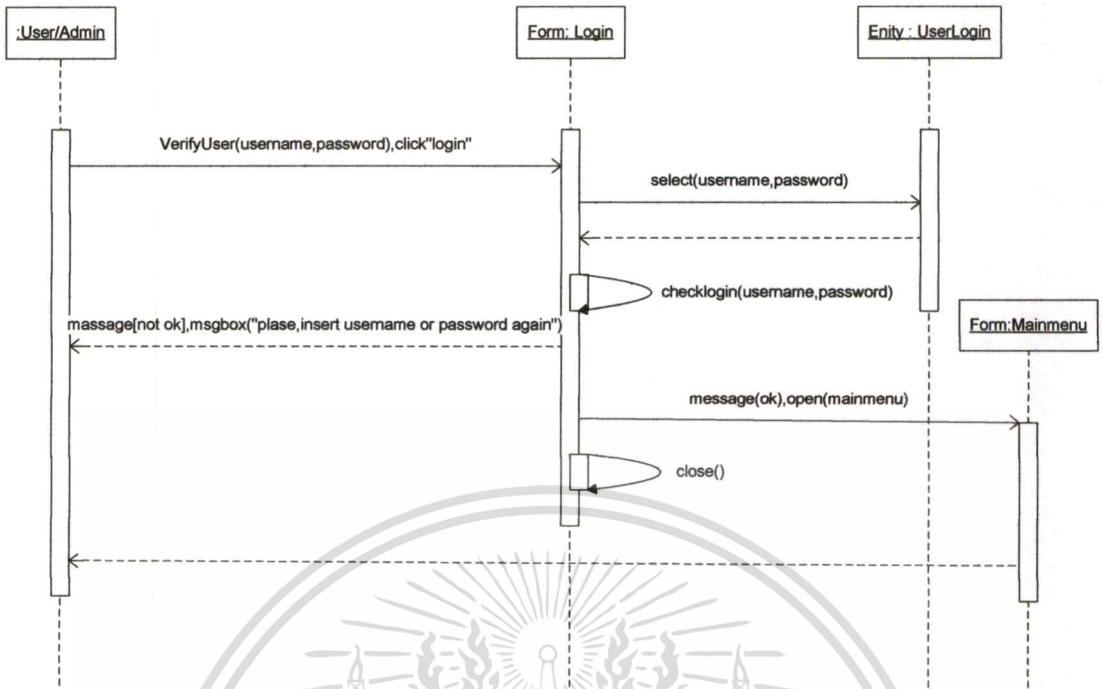 :User/Admin
Form: Login
Enity : UserLogin
VerifyUser(username,password),click"login"
select(username,password)
checklogin(username,password)
massage[not ok],msgbox("plase,insert username or password again")
Form:Mainmenu
message(ok),open(mainmenu)
close()